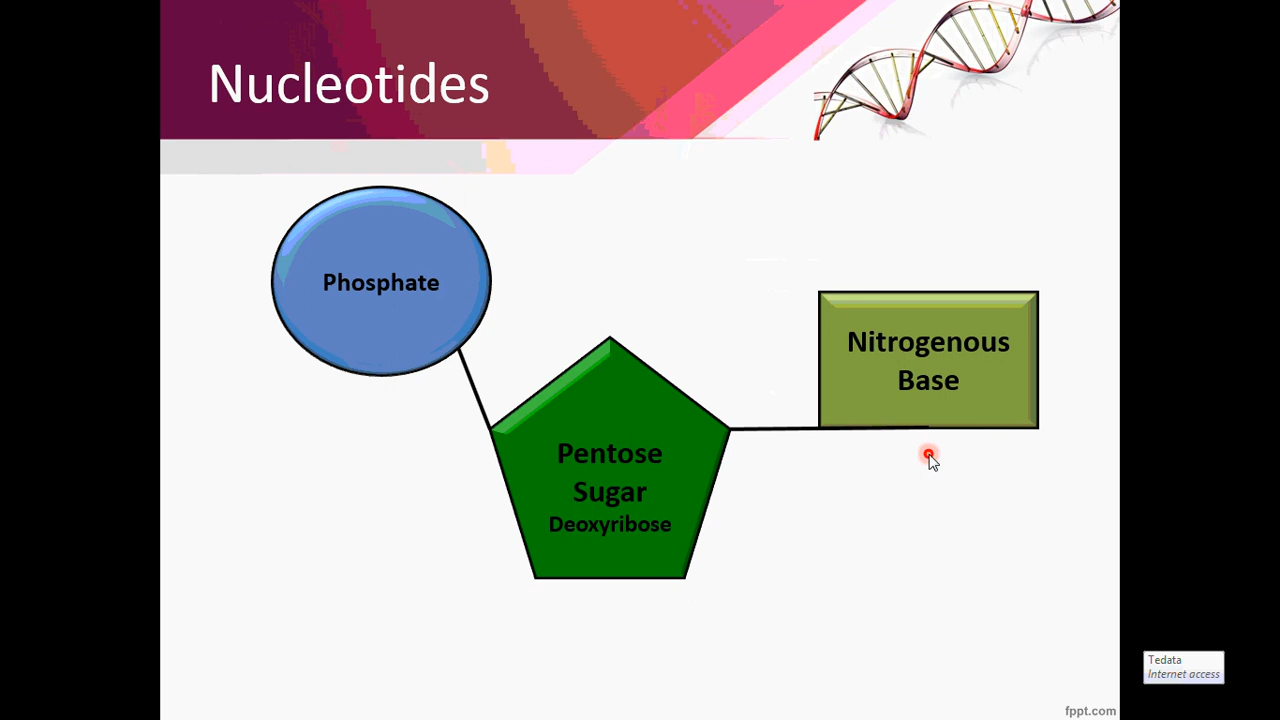 Nucleotides
Phosphate
Nitrogenous
Base
Pentose
Sugar
Deoxyribose
Tedata
Internet access
fppt.com